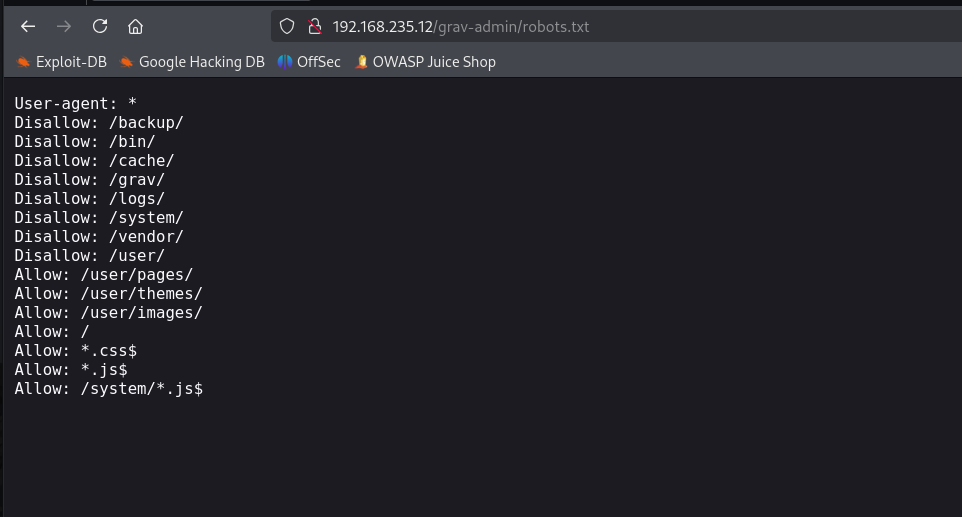 192.168.235.12/grav-admin/robots.txt
Exploit-DB Google Hacking DB OffSec OWASP Juice Shop
User-agent: *
Disallow: /backup/
Disallow: /bin/
Disallow: /cache/
Disallow: /grav/
Disallow: /logs/
Disallow: /system/
Disallow: /vendor/
Disallow: /user/
Allow: /user/pages/
Allow: /user/themes/
Allow: /user/images/
Allow: /
Allow: *.css$
Allow: *.js$
Allow: /system/*.js$